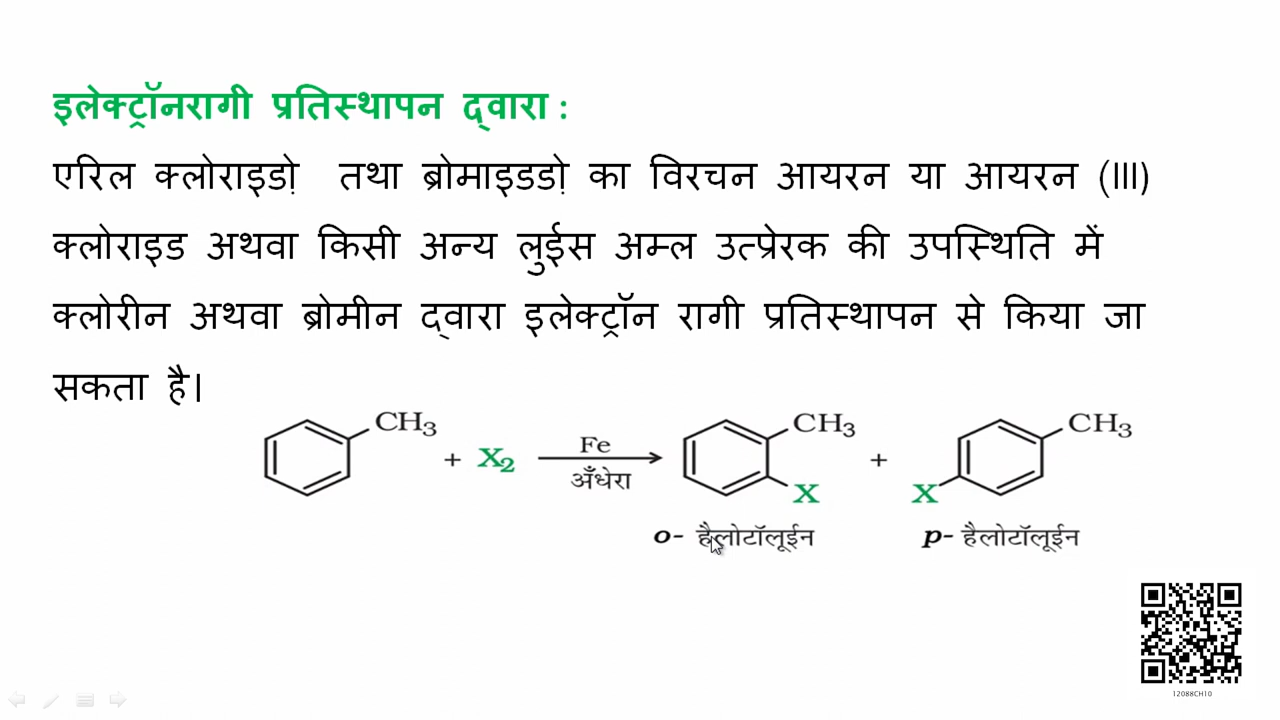 इलेक्ट्रॉनरागी प्रतिस्थापन द्वारा :
एरिल क्लोराइडो़ तथा ब्रोमाइडडो़ का विरचन आयरन या आयरन (III)
क्लोराइड अथवा किसी अन्य लुईस अम्ल उत्प्रेरक की उपस्थिति में
क्लोरीन अथवा ब्रोमीन द्वारा इलेक्ट्रॉन रागी प्रतिस्थापन से किया जा
सकता है।
CH₃ + X₂ Fe अँधेरा CH₃ X + CH₃ X
o- हैलोटॉलूईन p- हैलोटॉलूईन
12088CH10